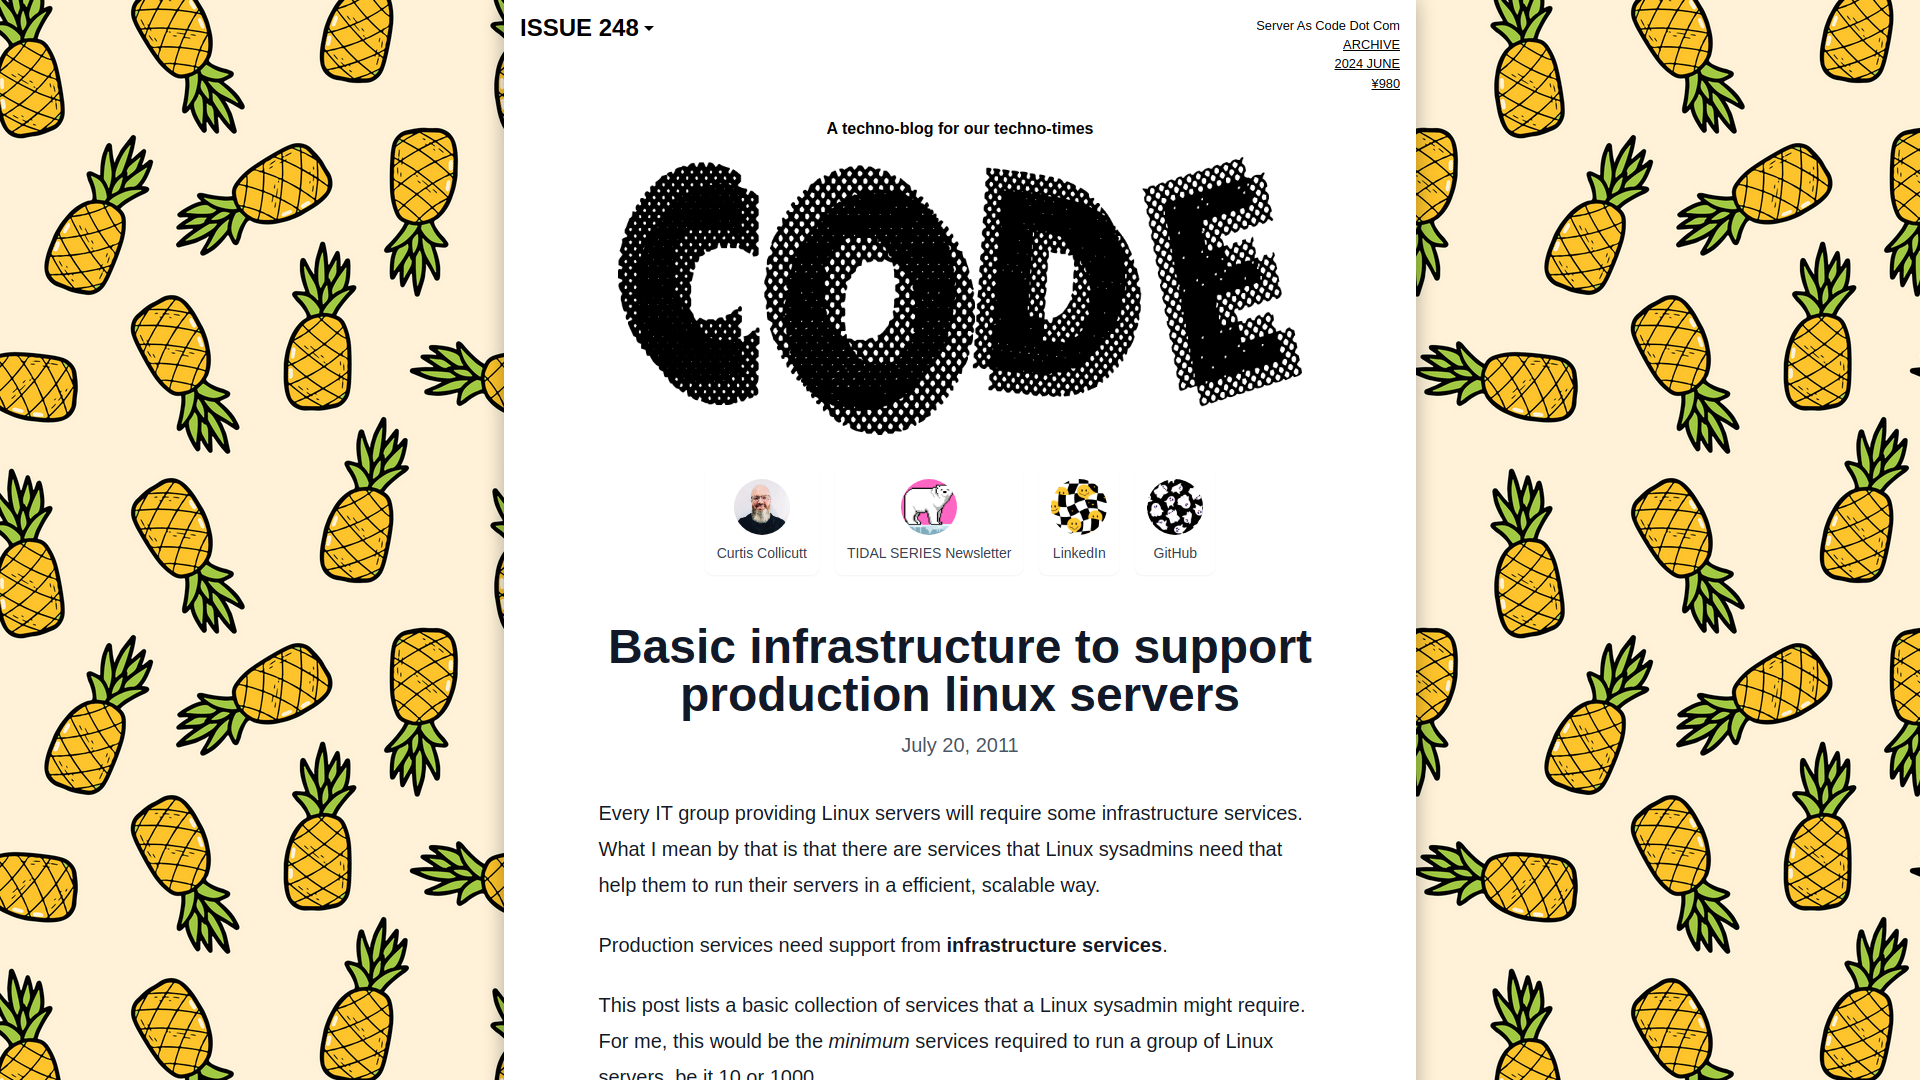 ISSUE 248
Server As Code Dot Com
ARCHIVE
2024 JUNE
¥980
A techno-blog for our techno-times
CODE
Curtis Collicutt
TIDAL SERIES Newsletter
LinkedIn
GitHub
Basic infrastructure to support
production linux servers
July 20, 2011
Every IT group providing Linux servers will require some infrastructure services.
What I mean by that is that there are services that Linux sysadmins need that
help them to run their servers in a efficient, scalable way.
Production services need support from infrastructure services.
This post lists a basic collection of services that a Linux sysadmin might require.
For me, this would be the minimum services required to run a group of Linux
servers, be it 10 or 1000.